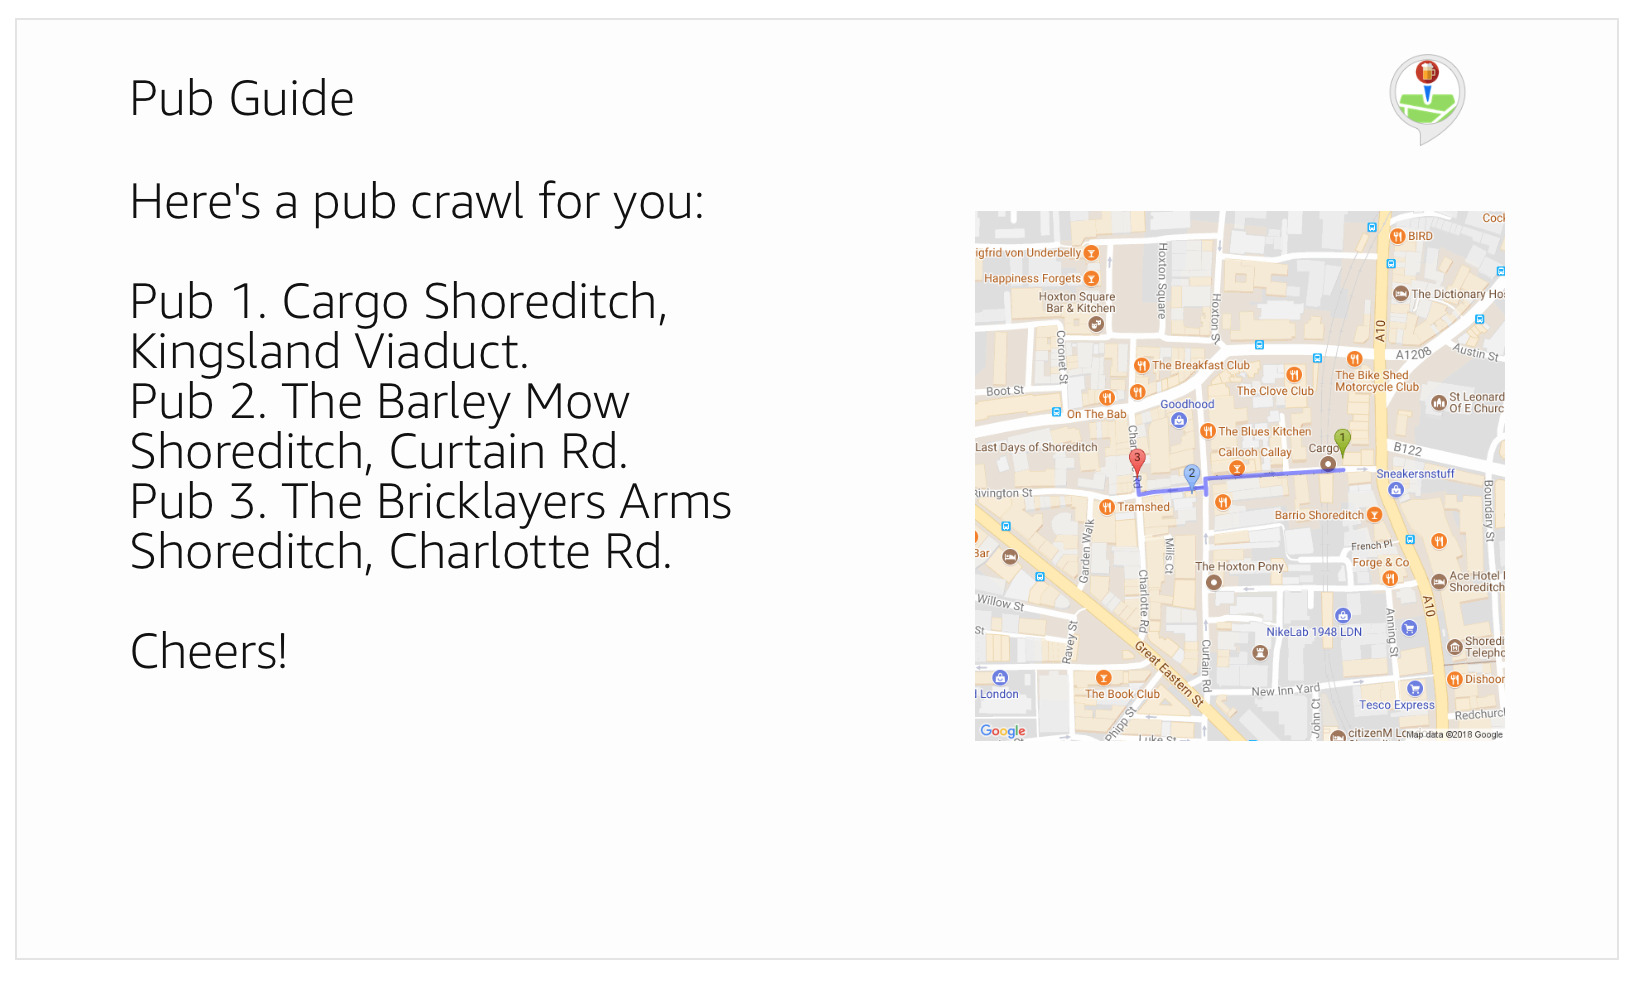 Pub Guide
Here's a pub crawl for you:
Pub 1. Cargo Shoreditch,
Kingsland Viaduct.
Pub 2. The Barley Mow
Shoreditch, Curtain Rd.
Pub 3. The Bricklayers Arms
Shoreditch, Charlotte Rd.
Cheers!
Cock
BIRD
igfrid von Underbelly
Happiness Forgets
Hoxton Square
Bar & Kitchen
Hoxton Square
Hoxton St
The Dictionary Hos
A10
A1208
Austin St
Coronet St
The Breakfast Club
The Bike Shed
Motorcycle Club
The Clove Club
Boot St
On The Bab
Goodhood
St Leonard
Of E Churc
The Blues Kitchen
Last Days of Shoreditch
Callooh Callay
Cargo
1
B122
3
2
Sneakersnstuff
Rivington St
Tramshed
Barrio Shoreditch
Boundary St
Bar
Garden Walk
Mills Ct
French Pl
The Hoxton Pony
Forge & Co
Ace Hotel
Shoreditch
Charlotte Rd
Willow St
A10
St
Ravey St
NikeLab 1948 LDN
Anning St
Shoredi
Telepho
Great Eastern St
Curtain Rd
Dishoor
London
The Book Club
New Inn Yard
Tesco Express
Redchurc
Phipp St
John Ct
Google
Luke St
citizenM
Map data ©2018 Google